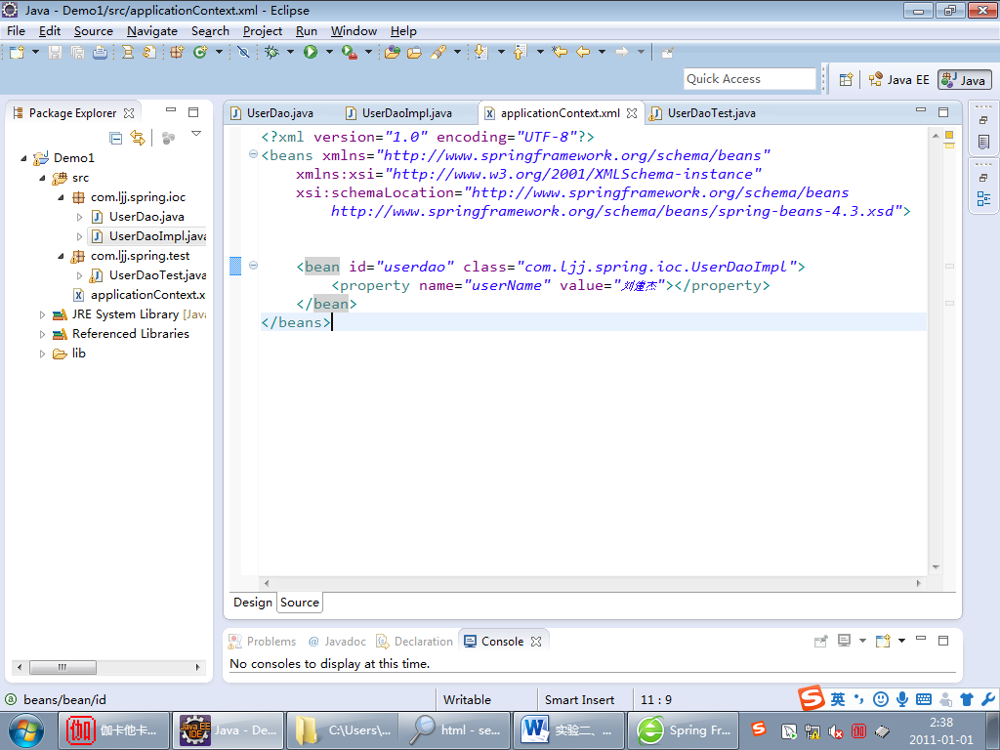 Java - Demo1/src/applicationContext.xml - Eclipse
File Edit Source Navigate Search Project Run Window Help
Quick Access
Java EE
Java
Package Explorer
Demo1
src
com.ljj.spring.ioc
UserDao.java
UserDaoImpl.java
com.ljj.spring.test
UserDaoTest.java
applicationContext.x
JRE System Library [Java
Referenced Libraries
lib
UserDao.java UserDaoImpl.java applicationContext.xml UserDaoTest.java
<?xml version="1.0" encoding="UTF-8"?>
<beans xmlns="http://www.springframework.org/schema/beans"
xmlns:xsi="http://www.w3.org/2001/XMLSchema-instance"
xsi:schemaLocation="http://www.springframework.org/schema/beans
http://www.springframework.org/schema/beans/spring-beans-4.3.xsd">
<bean id="userdao" class="com.ljj.spring.ioc.UserDaoImpl">
<property name="userName" value="刘杰"></property>
</bean>
</beans>
Design Source
Problems @ Javadoc Declaration Console
No consoles to display at this time.
beans/bean/id
Writable
Smart Insert
11 : 9
英
伽 伽卡他卡...
Java - De...
C:\Users\...
html - se...
实验二、...
Spring Fr...
2:38
2011-01-01